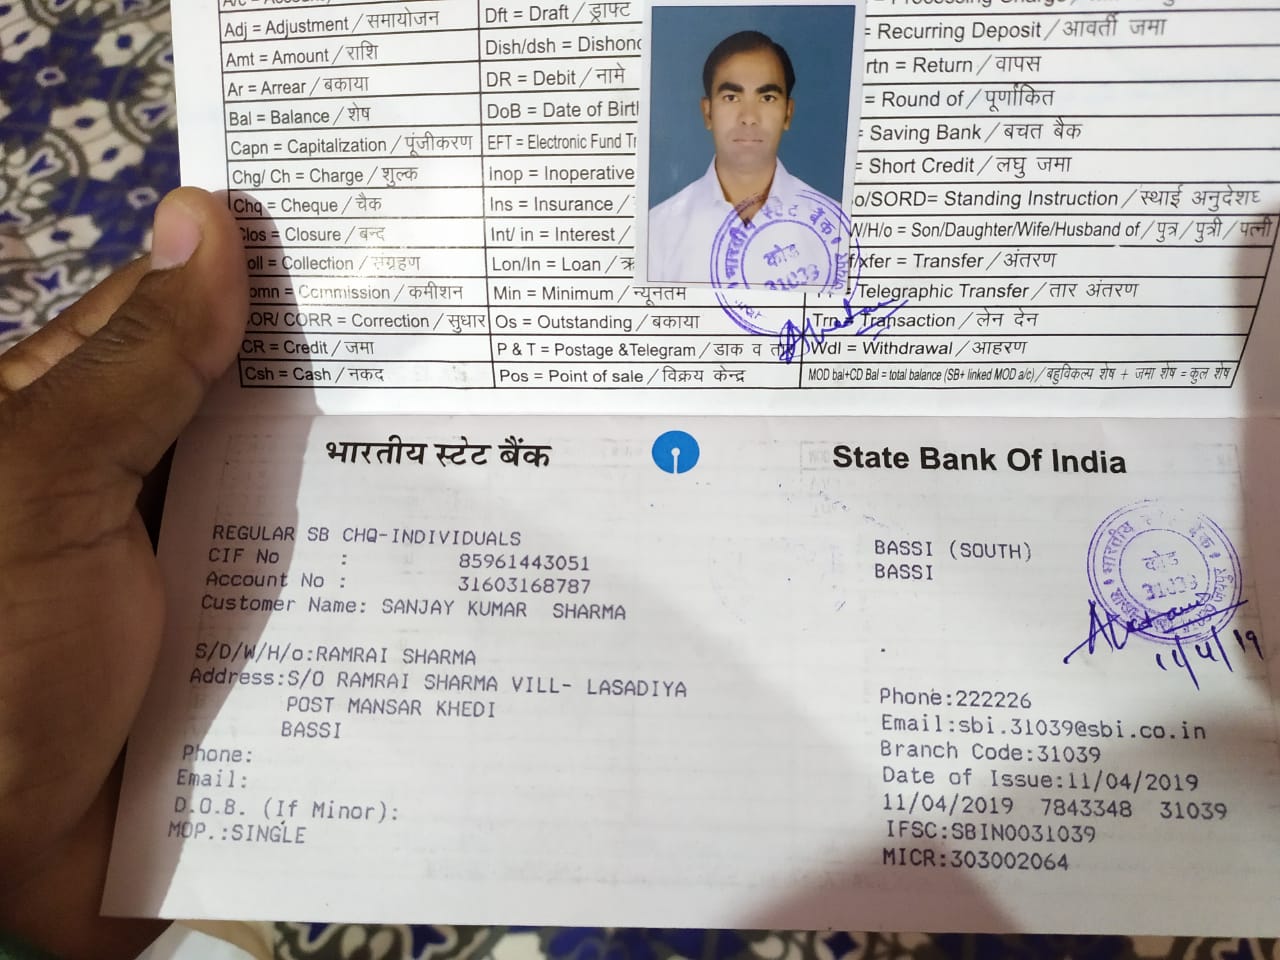 Adj = Adjustment / समायोजन
Amt = Amount / राशि
Ar = Arrear / बकाया
Bal = Balance / शेष
Capn = Capitalization / पूंजीकरण
Chg/ Ch = Charge / शुल्क
Chq = Cheque / चैक
Clos = Closure / बन्द
oll = Collection / संग्रहण
omn = Commission / कमीशन
OR/ CORR = Correction / सुधार
CR = Credit / जमा
Csh = Cash / नकद
Dft = Draft / ड्राफ्ट
Dish/dsh = Dishono
DR = Debit / नामे
DoB = Date of Birt
EFT = Electronic Fund Tr
Inop = Inoperative
Ins = Insurance /
Int/ in = Interest /
Lon/ln = Loan / ऋ
Min = Minimum / न्यूनतम
Os = Outstanding / बकाया
P & T = Postage &Telegram / डाक व ता
Pos = Point of sale / विक्रय केन्द्र
= Recurring Deposit / आवर्ती जमा
rtn = Return / वापस
= Round of / पूर्णांकित
= Saving Bank / बचत बैंक
= Short Credit / लघु जमा
o/SORD= Standing Instruction / स्थाई अनुदेश
W/H/o = Son/Daughter/Wife/Husband of / पुत्र / पुत्री / पत्नी
f/xfer = Transfer / अंतरण
= Telegraphic Transfer / तार अंतरण
Trn = Transaction / लेन देन
Wdl = Withdrawal / आहरण
MOD bal+CD Bal = total balance (SB+ linked MOD a/c) / बहुविकल्प शेष + जमा शेष = कुल शेष
भारतीय स्टेट बैंक
कोड
31039
जयपुर
भारतीय स्टेट बैंक
State Bank Of India
REGULAR SB CHQ-INDIVIDUALS
CIF No : 85961443051
Account No : 31603168787
Customer Name: SANJAY KUMAR SHARMA
S/D/W/H/o:RAMRAI SHARMA
Address:S/O RAMRAI SHARMA VILL- LASADIYA
POST MANSAR KHEDI
BASSI
Phone:
Email:
D.O.B. (If Minor):
MOP.:SINGLE
BASSI (SOUTH)
BASSI
भारतीय स्टेट बैंक
कोड
31039
जयपुर
11/4/19
Phone:222226
Email:sbi.31039@sbi.co.in
Branch Code:31039
Date of Issue:11/04/2019
11/04/2019 7843348 31039
IFSC:SBIN0031039
MICR:303002064